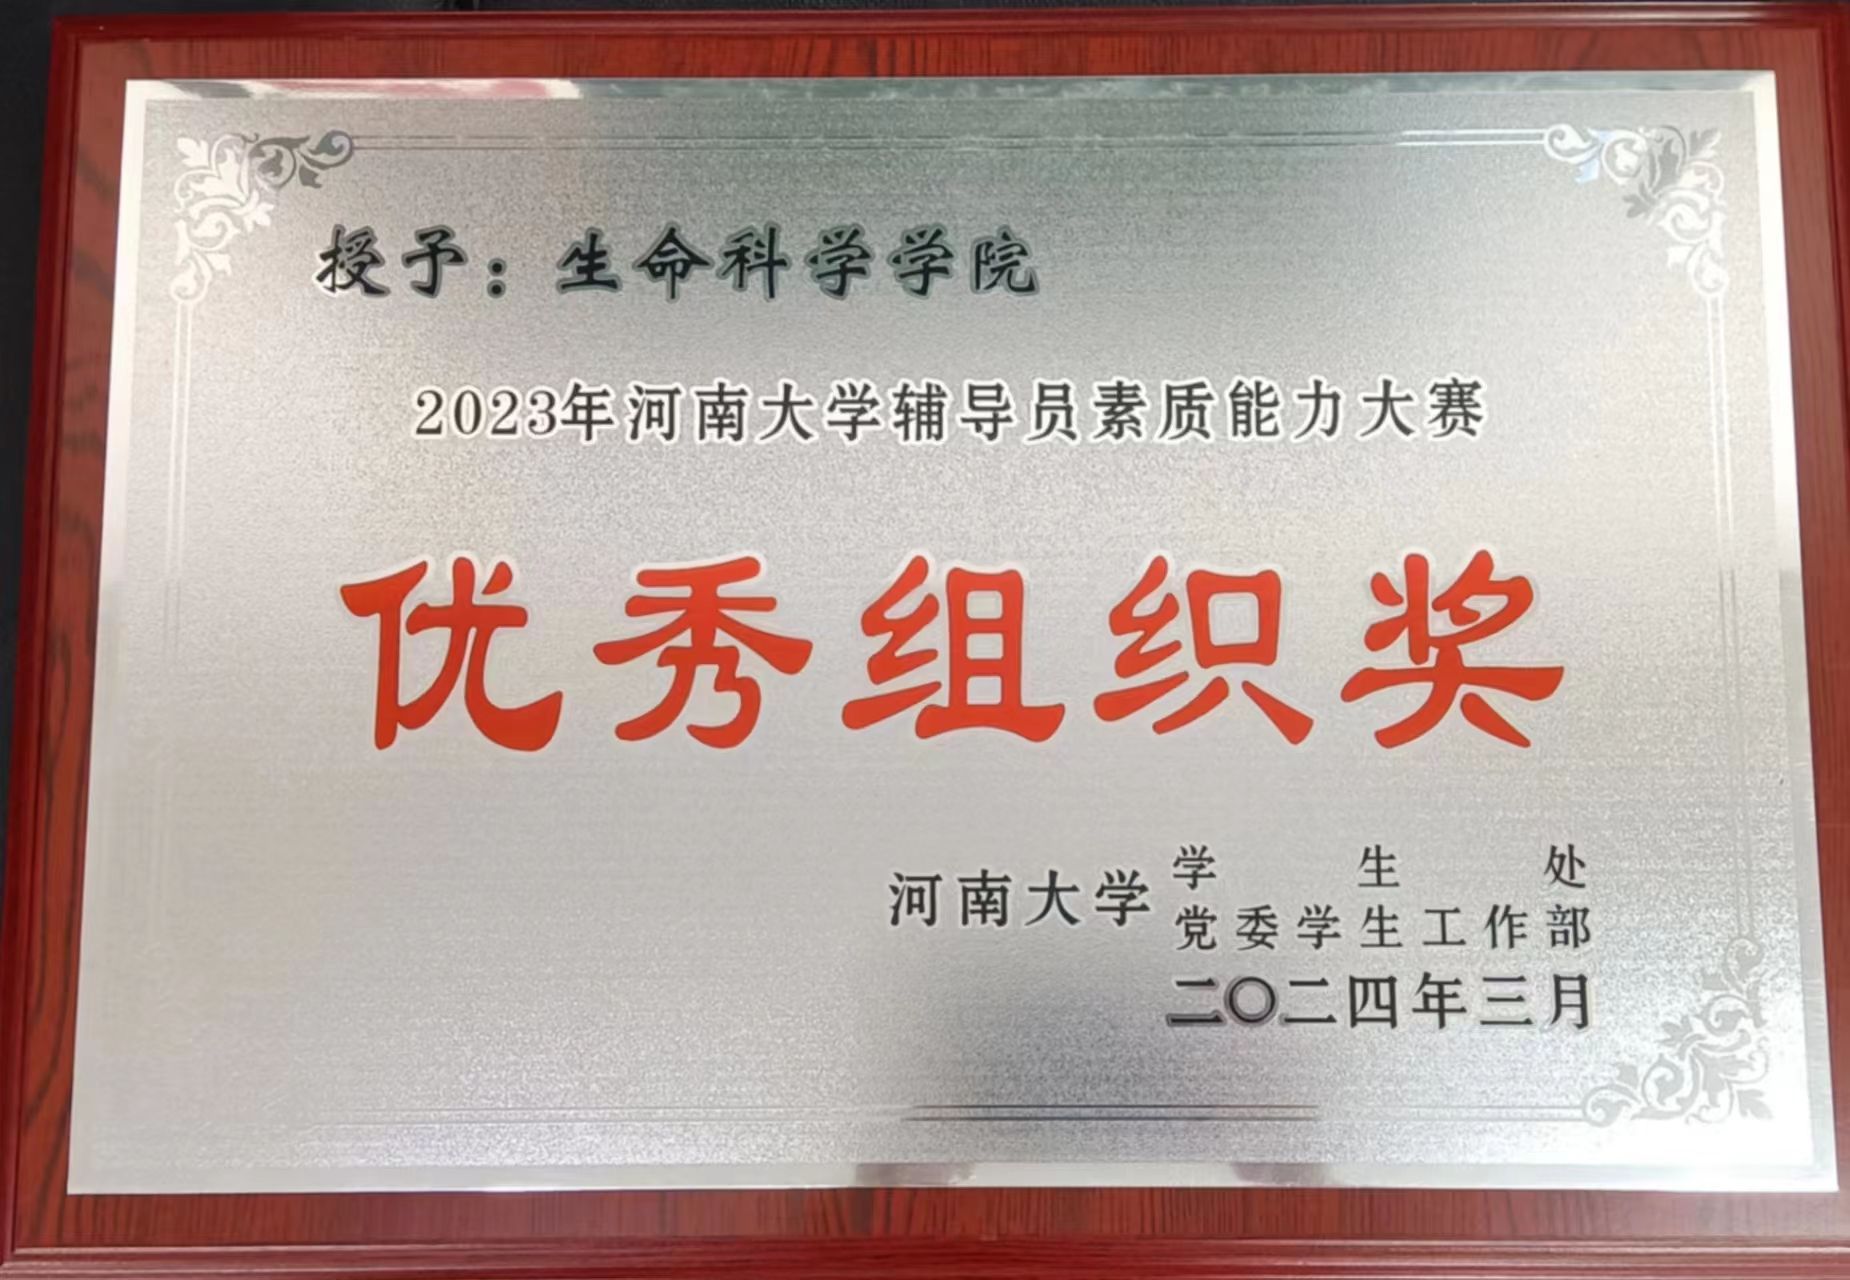 授予：生命科学学院
2023年河南大学辅导员素质能力大赛
优秀组织奖
河南大学
学生处
党委学生工作部
二〇二四年三月